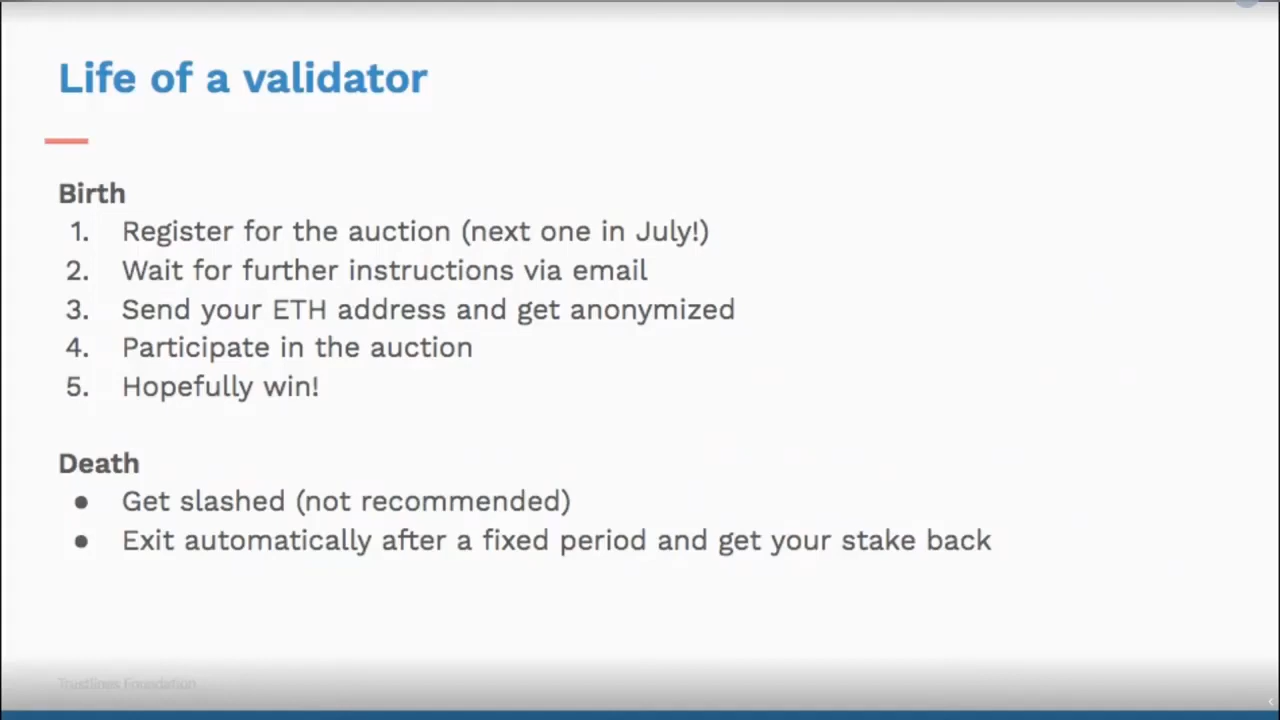 Life of a validator
Birth
1. Register for the auction (next one in July!)
2. Wait for further instructions via email
3. Send your ETH address and get anonymized
4. Participate in the auction
5. Hopefully win!
Death
● Get slashed (not recommended)
● Exit automatically after a fixed period and get your stake back
Trustlines Foundation